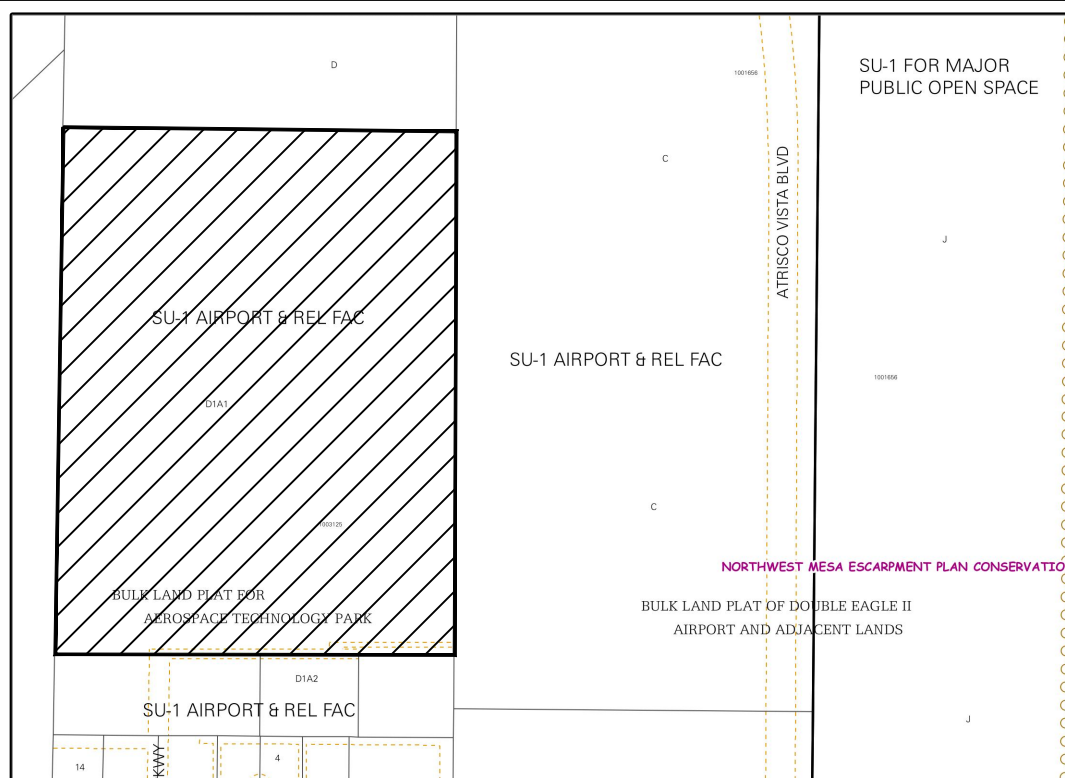 D
1001656
SU-1 FOR MAJOR
PUBLIC OPEN SPACE
C
ATRISCO VISTA BLVD
J
SU-1 AIRPORT & REL FAC
SU-1 AIRPORT & REL FAC
1001656
D1A1
C
1003125
NORTHWEST MESA ESCARPMENT PLAN CONSERVATIO
BULK LAND PLAT FOR
AEROSPACE TECHNOLOGY PARK
BULK LAND PLAT OF DOUBLE EAGLE II
AIRPORT AND ADJACENT LANDS
D1A2
SU-1 AIRPORT & REL FAC
J
KWY
4
14